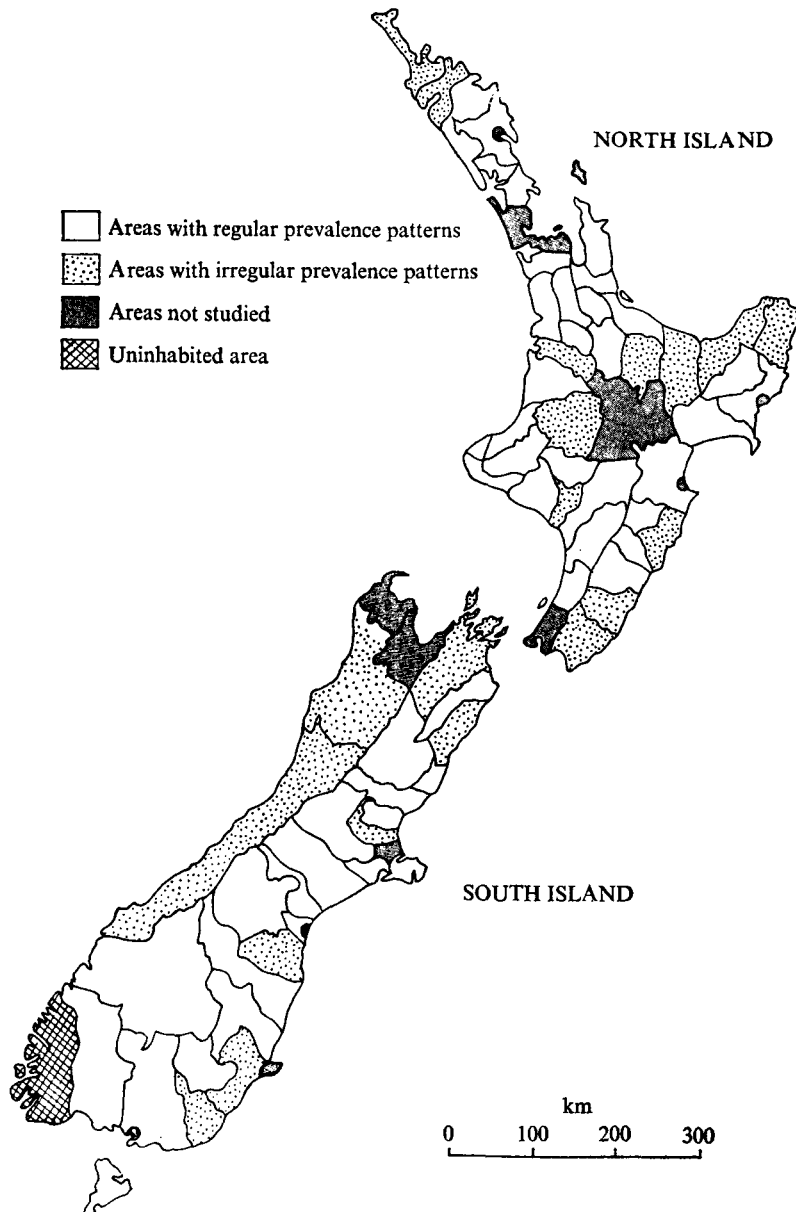 NORTH ISLAND
Areas with regular prevalence patterns
Areas with irregular prevalence patterns
Areas not studied
Uninhabited area
SOUTH ISLAND
km
0 100 200 300